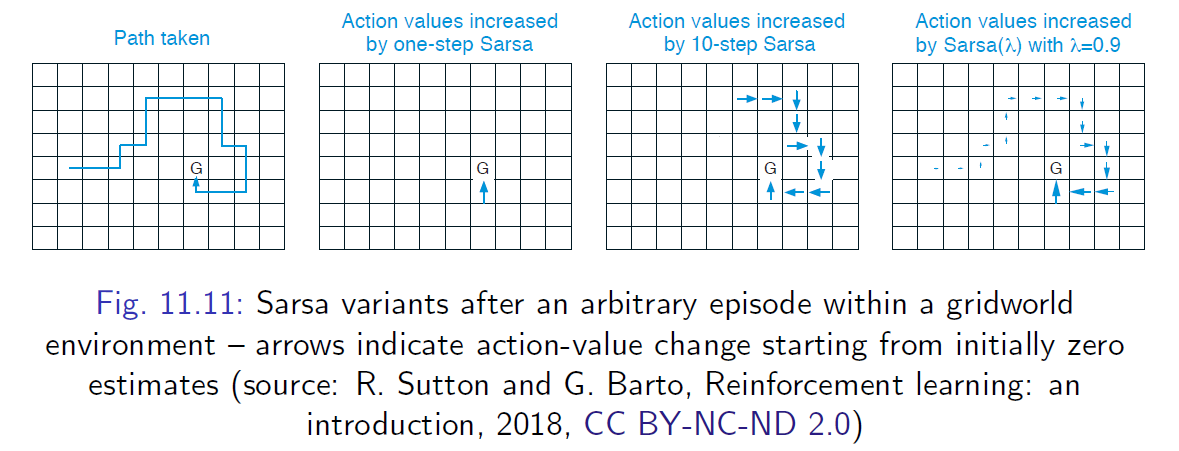 Path taken
Action values increased
by one-step Sarsa
Action values increased
by 10-step Sarsa
Action values increased
by Sarsa(λ) with λ=0.9
G
G
G
G
Fig. 11.11: Sarsa variants after an arbitrary episode within a gridworld
environment – arrows indicate action-value change starting from initially zero
estimates (source: R. Sutton and G. Barto, Reinforcement learning: an
introduction, 2018, CC BY-NC-ND 2.0)